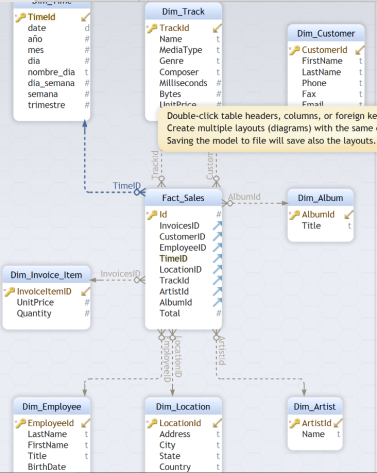 Dim_Time
TimeId
date d
año #
mes #
dia #
nombre_dia t
dia_semana #
semana #
trimestre #
Dim_Track
TrackId
Name t
MediaType t
Genre t
Composer t
Milliseconds #
Bytes #
UnitPrice #
Dim_Customer
CustomerId
FirstName t
LastName t
Phone t
Fax t
Email t
Double-click table headers, columns, or foreign ke
Create multiple layouts (diagrams) with the same
Saving the model to file will save also the layouts.
TrackId
Custom
TimeID
AlbumId
Fact_Sales
Id #
InvoicesID
CustomerID
EmployeeID
TimeID
LocationID
TrackId
ArtistId
AlbumId
Total #
Dim_Album
AlbumId
Title t
Dim_Invoice_Item
InvoiceItemID
UnitPrice #
Quantity #
InvoicesID
EmployeeID
LocationID
ArtistId
Dim_Employee
EmployeeId
LastName t
FirstName t
Title t
BirthDate
Dim_Location
LocationId
Address t
City t
State t
Country t
Dim_Artist
ArtistId
Name t